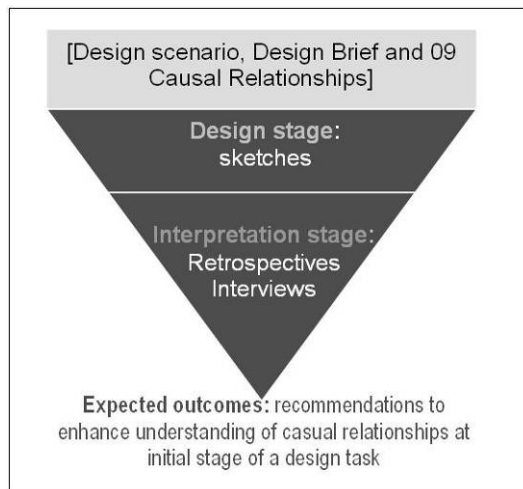 [Design scenario, Design Brief and 09
Causal Relationships]
Design stage:
sketches
Interpretation stage:
Retrospectives
Interviews
Expected outcomes: recommendations to
enhance understanding of casual relationships at
initial stage of a design task